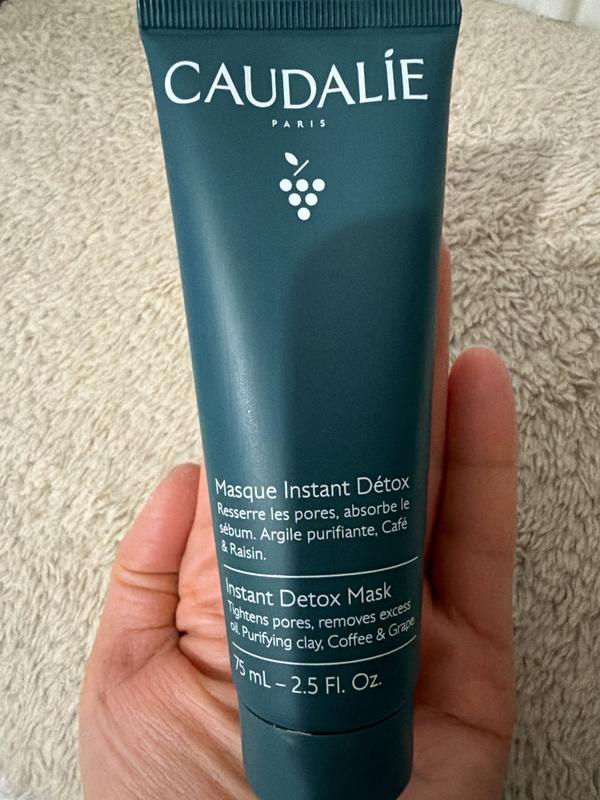 CAUDALÍE
PARIS
Masque Instant Détox
Resserre les pores, absorbe le
sébum. Argile purifiante, Café
& Raisin.
Instant Detox Mask
Tightens pores, removes excess
oil. Purifying clay, Coffee & Grape
75 mL – 2.5 Fl. Oz.